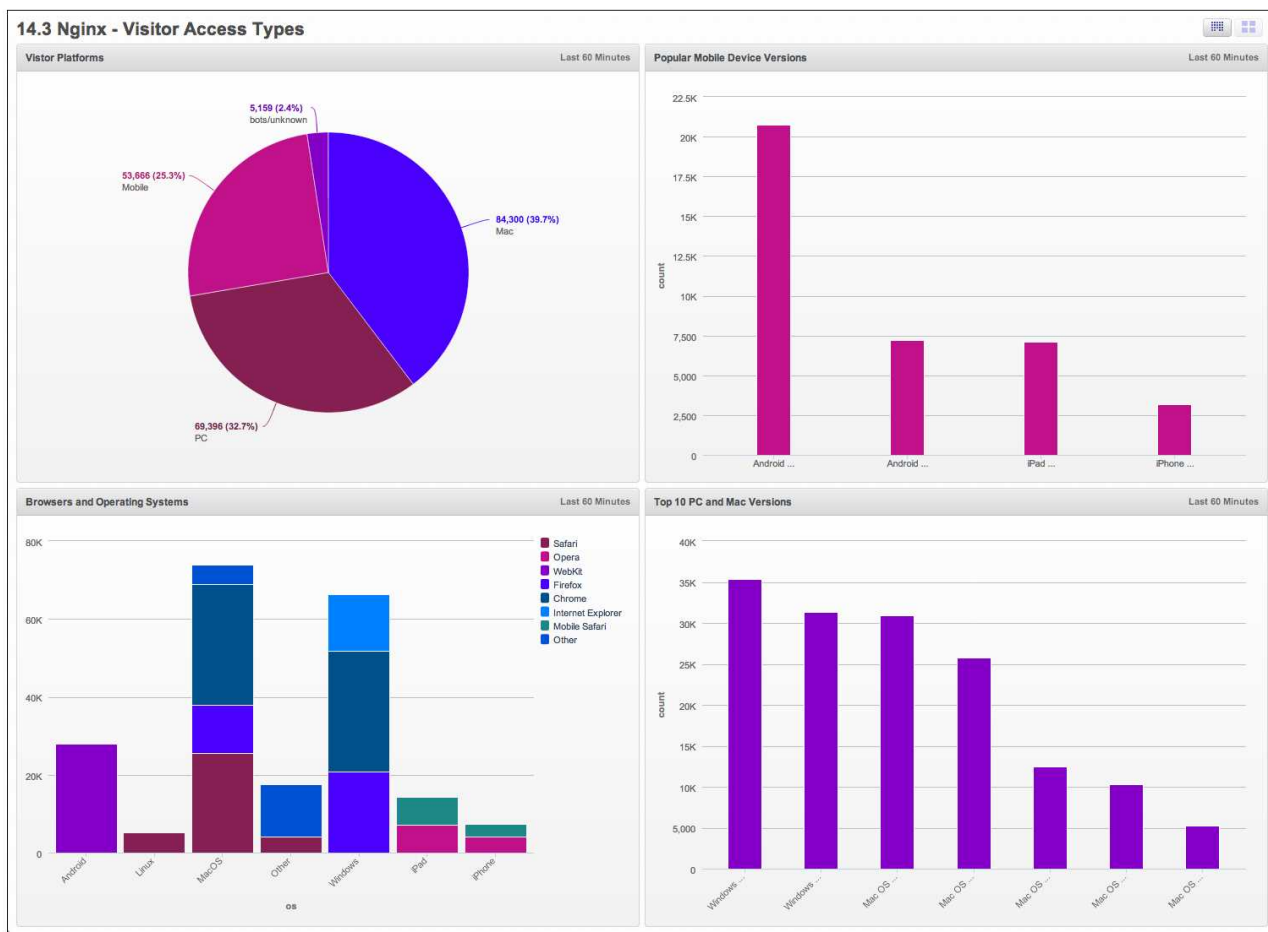 14.3 Nginx - Visitor Access Types
Vistor Platforms
Last 60 Minutes
5,159 (2.4%)
bots/unknown
53,666 (25.3%)
Mobile
84,300 (39.7%)
Mac
69,396 (32.7%)
PC
Popular Mobile Device Versions
Last 60 Minutes
22.5K
20K
17.5K
15K
12.5K
10K
7,500
5,000
2,500
0
count
Android ...
Android ...
iPad ...
iPhone ...
Browsers and Operating Systems
Last 60 Minutes
80K
60K
40K
20K
0
Android
Linux
MacOS
Other
Windows
iPad
iPhone
os
Safari
Opera
WebKit
Firefox
Chrome
Internet Explorer
Mobile Safari
Other
Top 10 PC and Mac Versions
Last 60 Minutes
40K
35K
30K
25K
20K
15K
10K
5,000
0
count
Windows ...
Windows ...
Mac OS ...
Mac OS ...
Mac OS ...
Mac OS ...
Mac OS ...